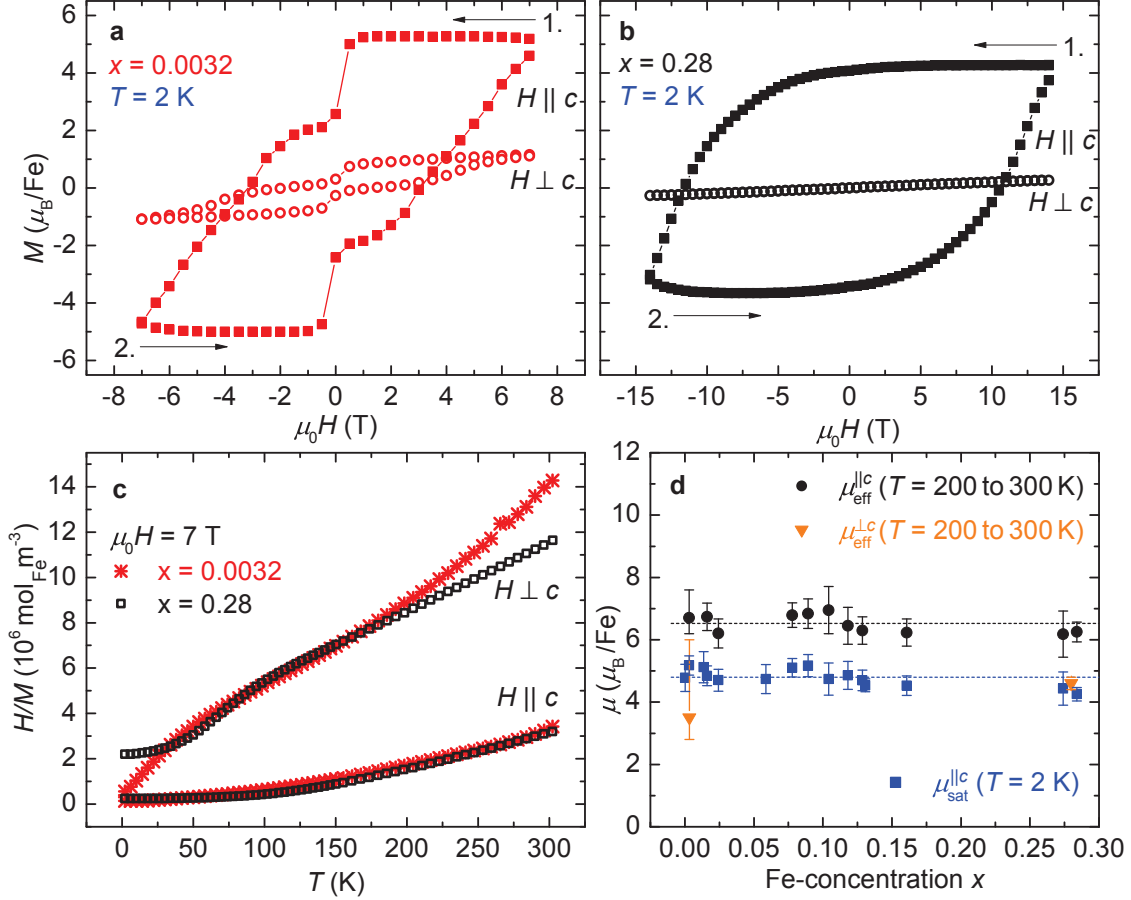 a
x = 0.0032
T = 2 K
1.
H || c
H ⊥ c
2.
M (μB/Fe)
6
4
2
0
-2
-4
-6
-8 -6 -4 -2 0 2 4 6 8
μ0H (T)
b
x = 0.28
T = 2 K
1.
H || c
H ⊥ c
2.
-15 -10 -5 0 5 10 15
μ0H (T)
c
μ0H = 7 T
x = 0.0032
x = 0.28
H ⊥ c
H || c
H/M (10⁶ molFe m⁻³)
14
12
10
8
6
4
2
0
0 50 100 150 200 250 300
T (K)
d
μeff||c (T = 200 to 300 K)
μeff⊥c (T = 200 to 300 K)
μsat||c (T = 2 K)
μ (μB/Fe)
12
10
8
6
4
2
0
0.00 0.05 0.10 0.15 0.20 0.25 0.30
Fe-concentration x